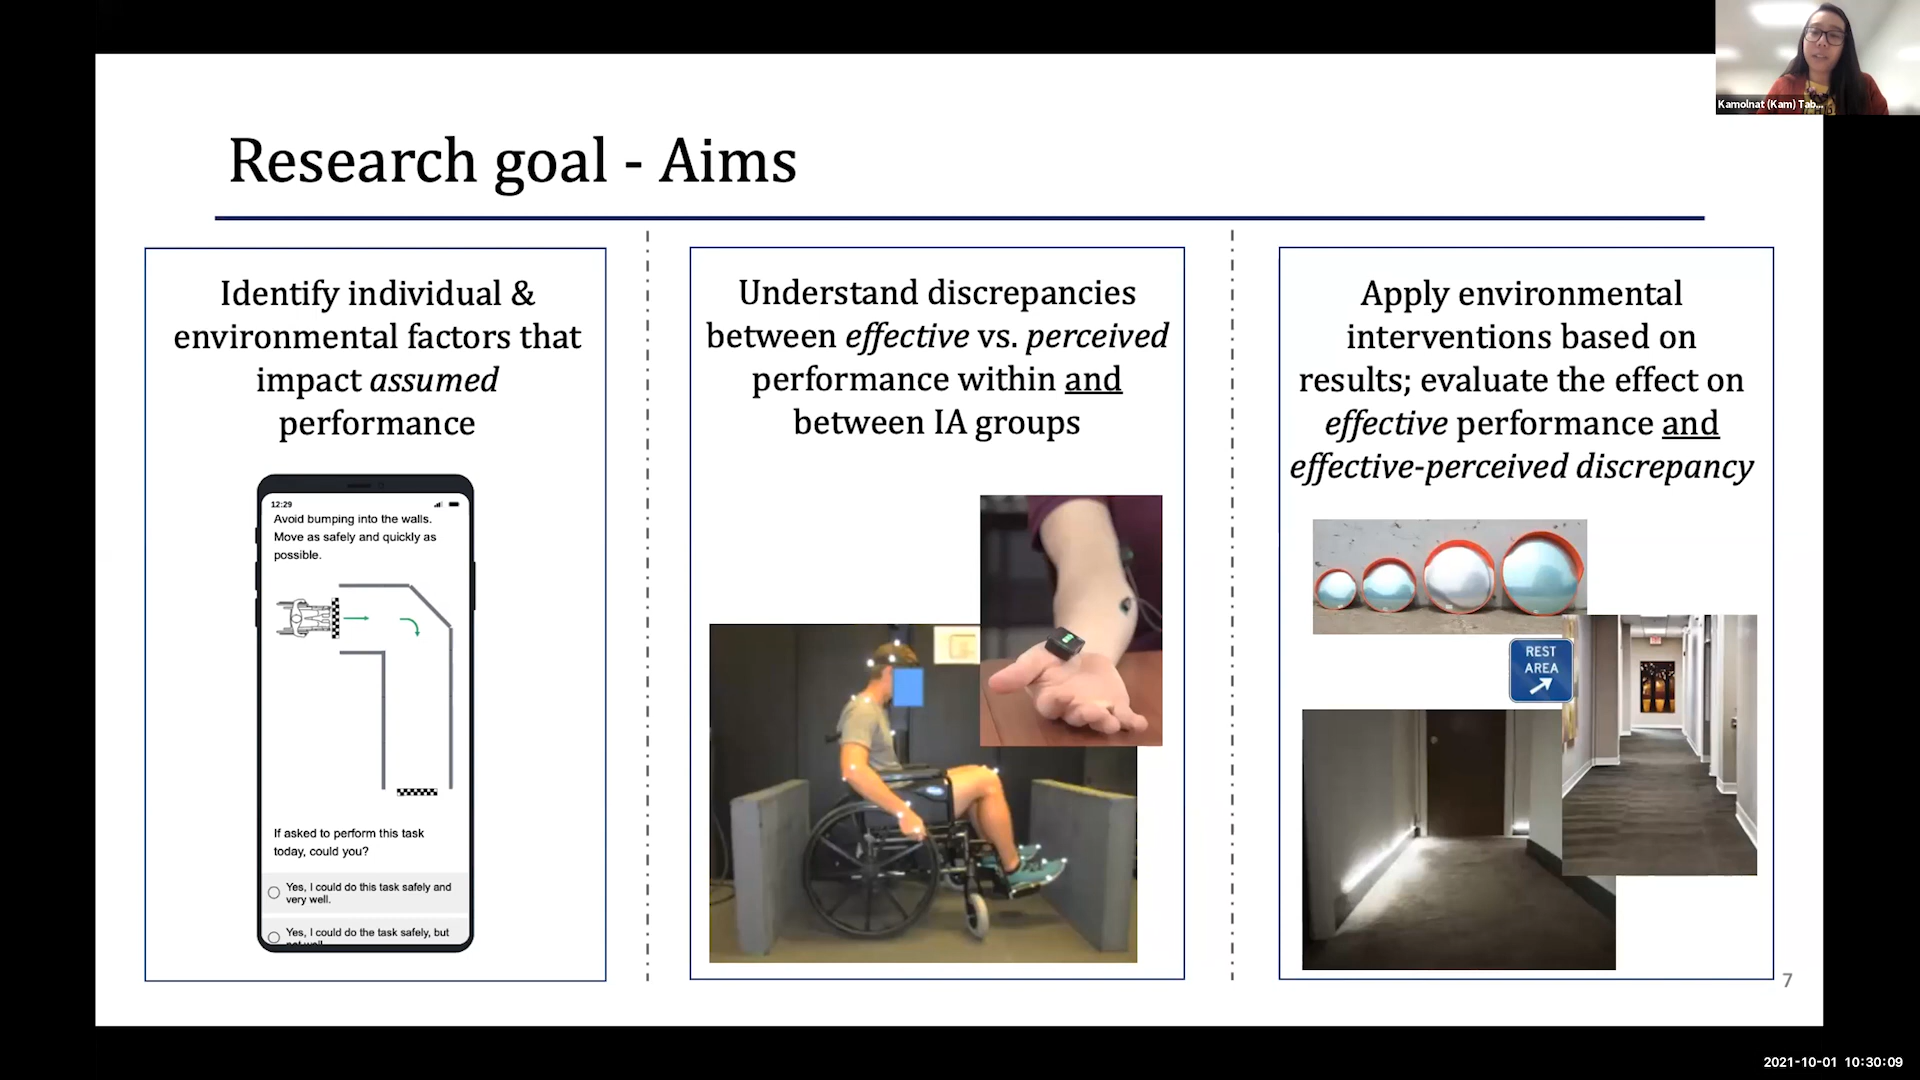 Kamolnat (Kam) Tab...
Research goal - Aims
Identify individual &
environmental factors that
impact assumed
performance
12:29
Avoid bumping into the walls.
Move as safely and quickly as
possible.
If asked to perform this task
today, could you?
Yes, I could do this task safely and
very well.
Yes, I could do the task safely, but
not well
Understand discrepancies
between effective vs. perceived
performance within and
between IA groups
Apply environmental
interventions based on
results; evaluate the effect on
effective performance and
effective-perceived discrepancy
REST
AREA
7
2021-10-01 10:30:09